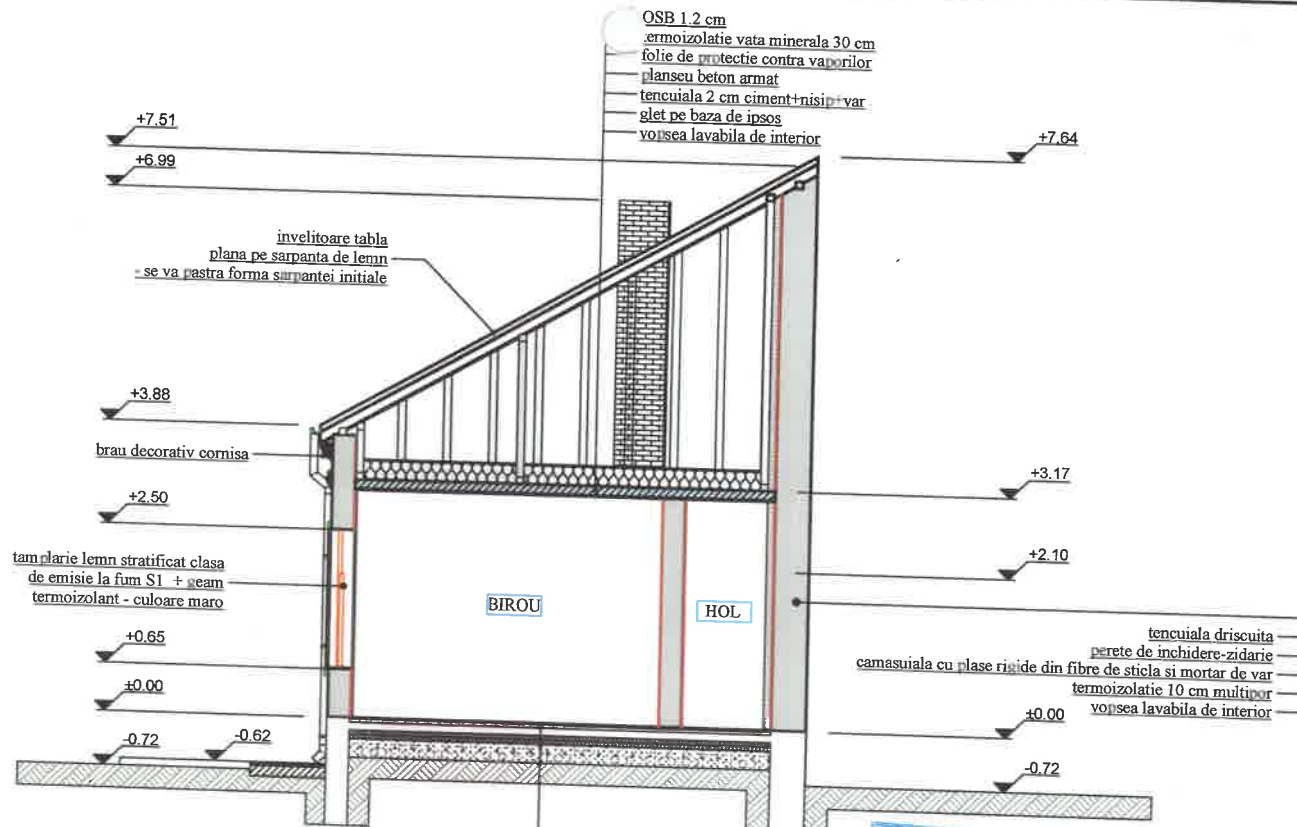 OSB 1.2 cm
termoizolatie vata minerala 30 cm
folie de protectie contra vaporilor
planseu beton armat
tencuiala 2 cm ciment+nisip+var
glet pe baza de ipsos
vopsea lavabila de interior
+7.51
+7.64
+6.99
invelitoare tabla
plana pe sarpanta de lemn
- se va pastra forma sarpantei initiale
+3.88
brau decorativ cornisa
+3.17
+2.50
+2.10
tamplarie lemn stratificat clasa
de emisie la fum S1 + geam
termoizolant - culoare maro
BIROU
HOL
+0.65
tencuiala driscuita
perete de inchidere-zidarie
camasuiala cu plase rigide din fibre de sticla si mortar de var
termoizolatie 10 cm multipor
vopsea lavabila de interior
±0.00
±0.00
-0.72
-0.62
-0.72